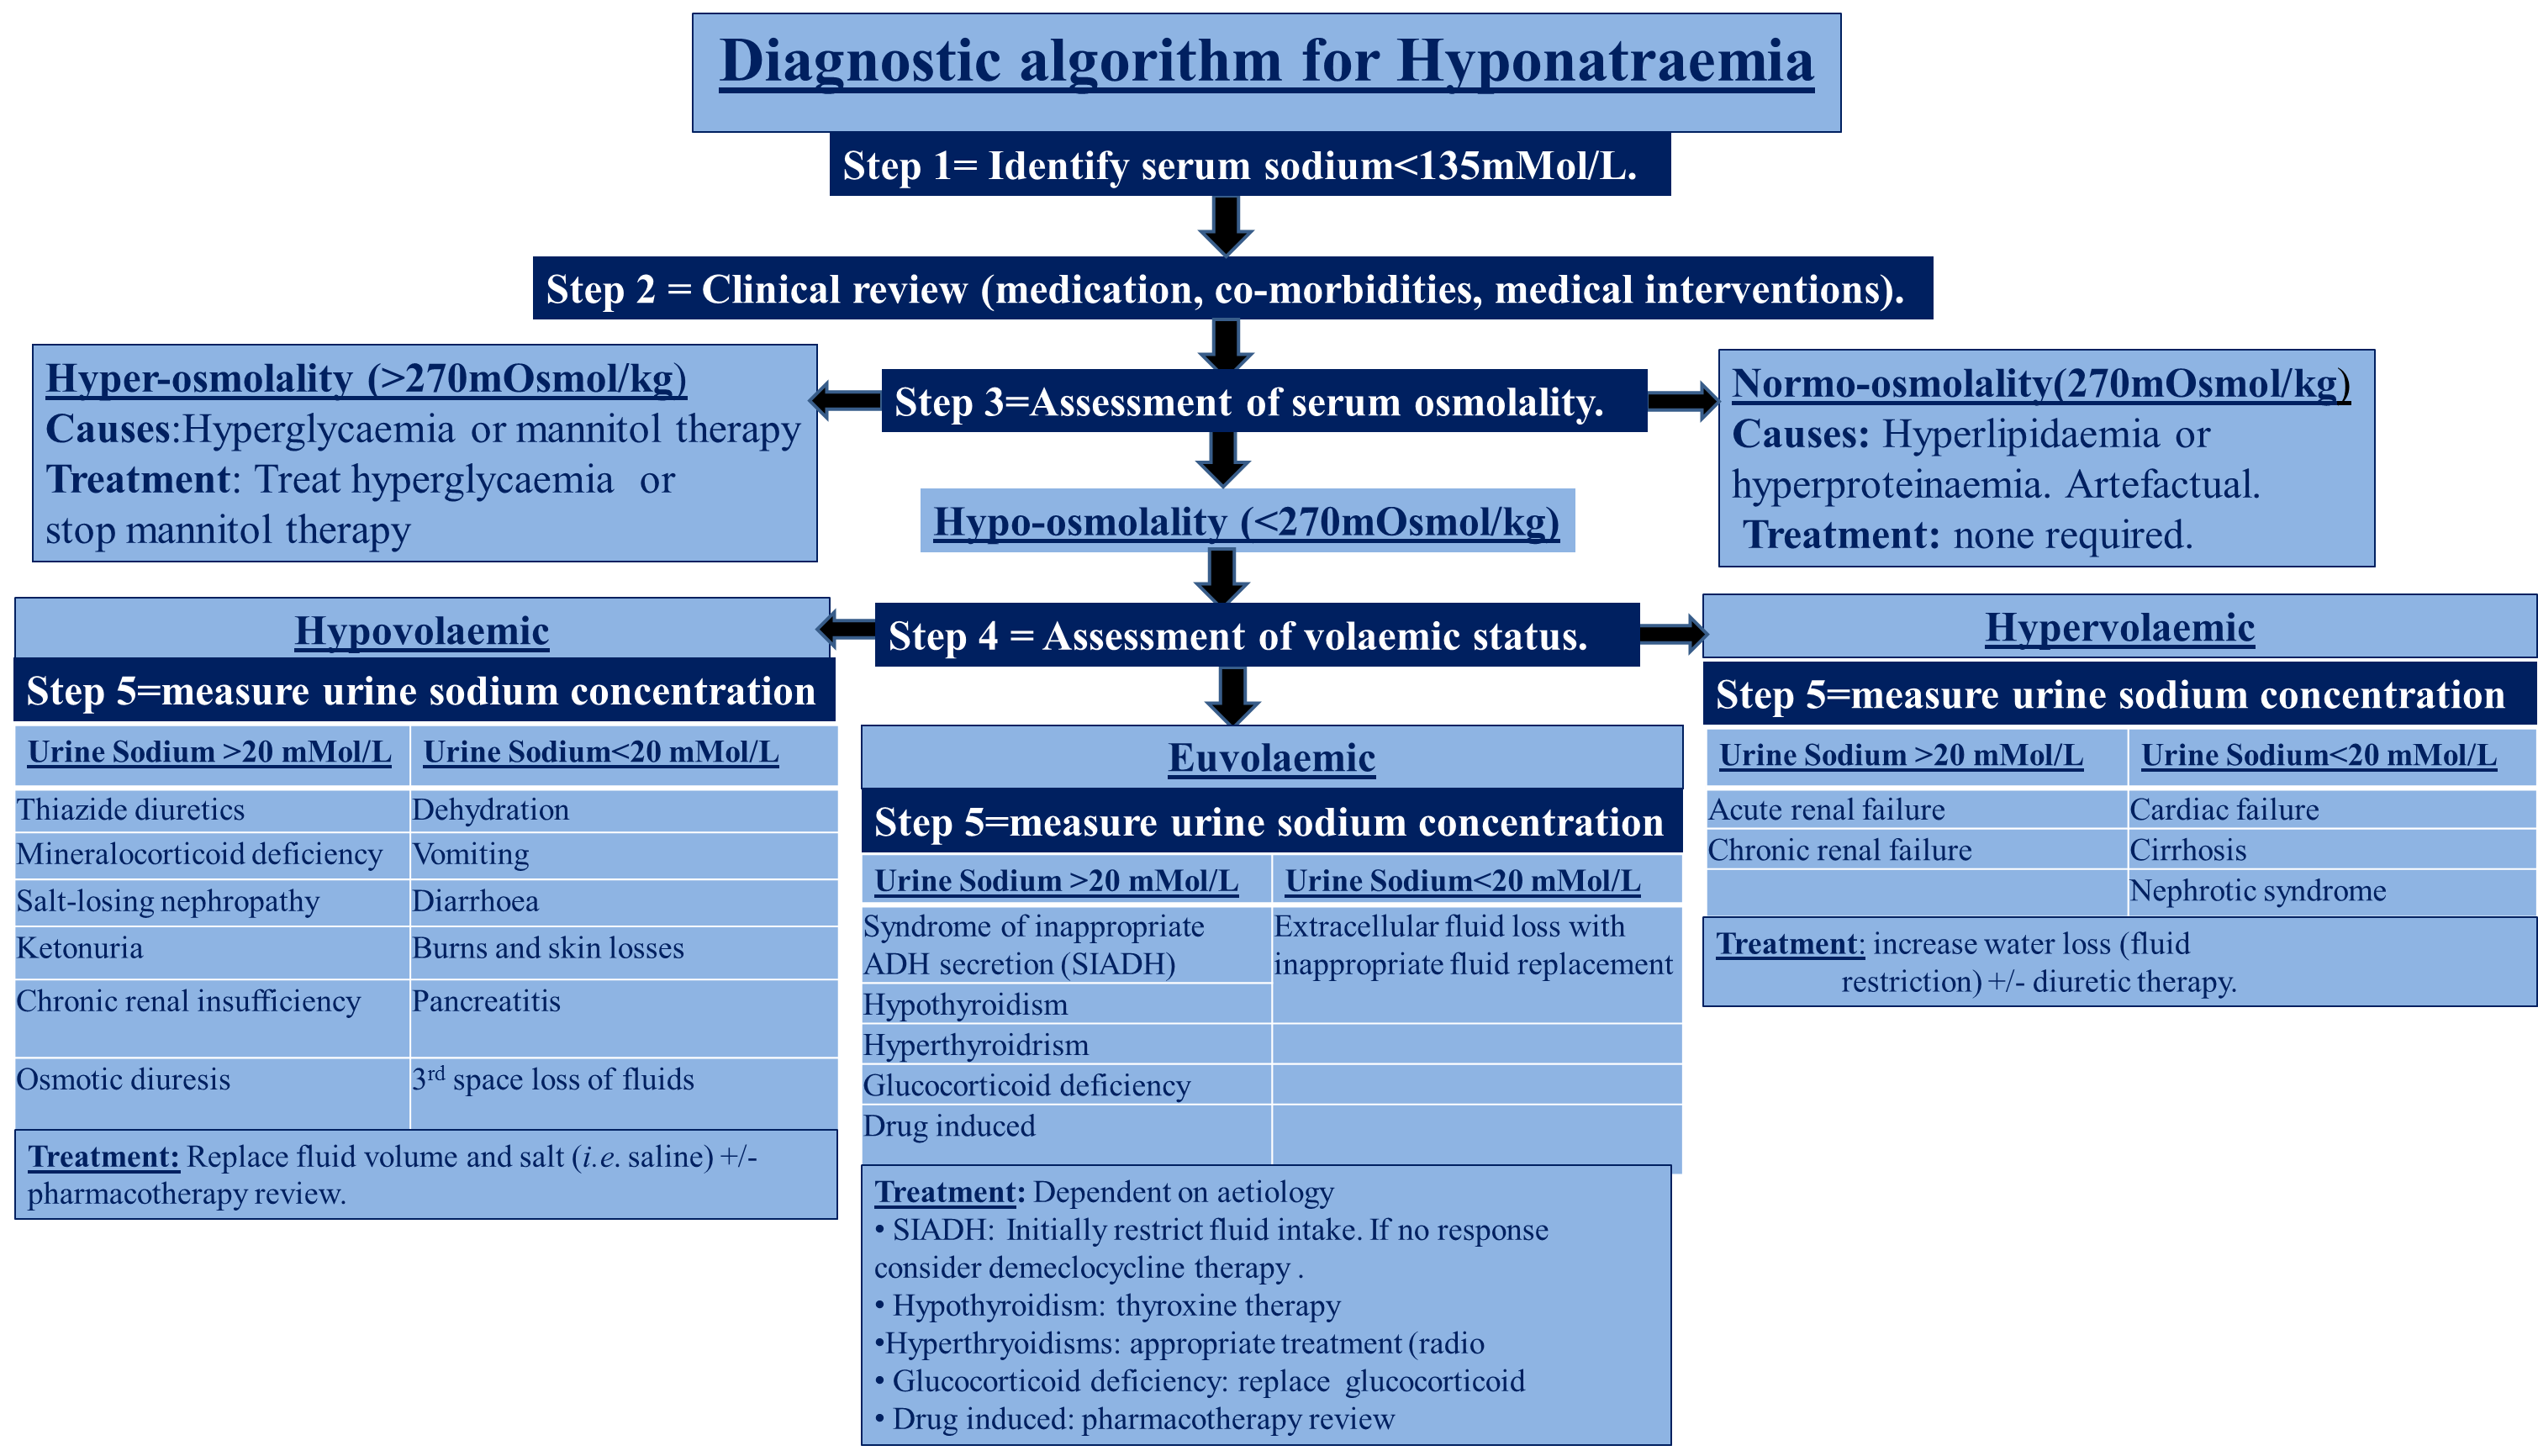 Diagnostic algorithm for Hyponatraemia
Step 1= Identify serum sodium<135mMol/L.
Step 2 = Clinical review (medication, co-morbidities, medical interventions).
Hyper-osmolality (>270mOsmol/kg)
Causes:Hyperglycaemia or mannitol therapy
Treatment: Treat hyperglycaemia or
stop mannitol therapy
Step 3=Assessment of serum osmolality.
Normo-osmolality(270mOsmol/kg)
Causes: Hyperlipidaemia or
hyperproteinaemia. Artefactual.
Treatment: none required.
Hypo-osmolality (<270mOsmol/kg)
Step 4 = Assessment of volaemic status.
Hypovolaemic
Step 5=measure urine sodium concentration
Urine Sodium >20 mMol/L
Urine Sodium<20 mMol/L
Thiazide diuretics
Dehydration
Mineralocorticoid deficiency
Vomiting
Salt-losing nephropathy
Diarrhoea
Ketonuria
Burns and skin losses
Chronic renal insufficiency
Pancreatitis
Osmotic diuresis
3rd space loss of fluids
Treatment: Replace fluid volume and salt (i.e. saline) +/-
pharmacotherapy review.
Euvolaemic
Step 5=measure urine sodium concentration
Urine Sodium >20 mMol/L
Urine Sodium<20 mMol/L
Syndrome of inappropriate
ADH secretion (SIADH)
Extracellular fluid loss with
inappropriate fluid replacement
Hypothyroidism
Hyperthyroidrism
Glucocorticoid deficiency
Drug induced
Treatment: Dependent on aetiology
• SIADH: Initially restrict fluid intake. If no response
consider demeclocycline therapy .
• Hypothyroidism: thyroxine therapy
•Hyperthryoidisms: appropriate treatment (radio
• Glucocorticoid deficiency: replace glucocorticoid
• Drug induced: pharmacotherapy review
Hypervolaemic
Step 5=measure urine sodium concentration
Urine Sodium >20 mMol/L
Urine Sodium<20 mMol/L
Acute renal failure
Cardiac failure
Chronic renal failure
Cirrhosis
Nephrotic syndrome
Treatment: increase water loss (fluid
restriction) +/- diuretic therapy.